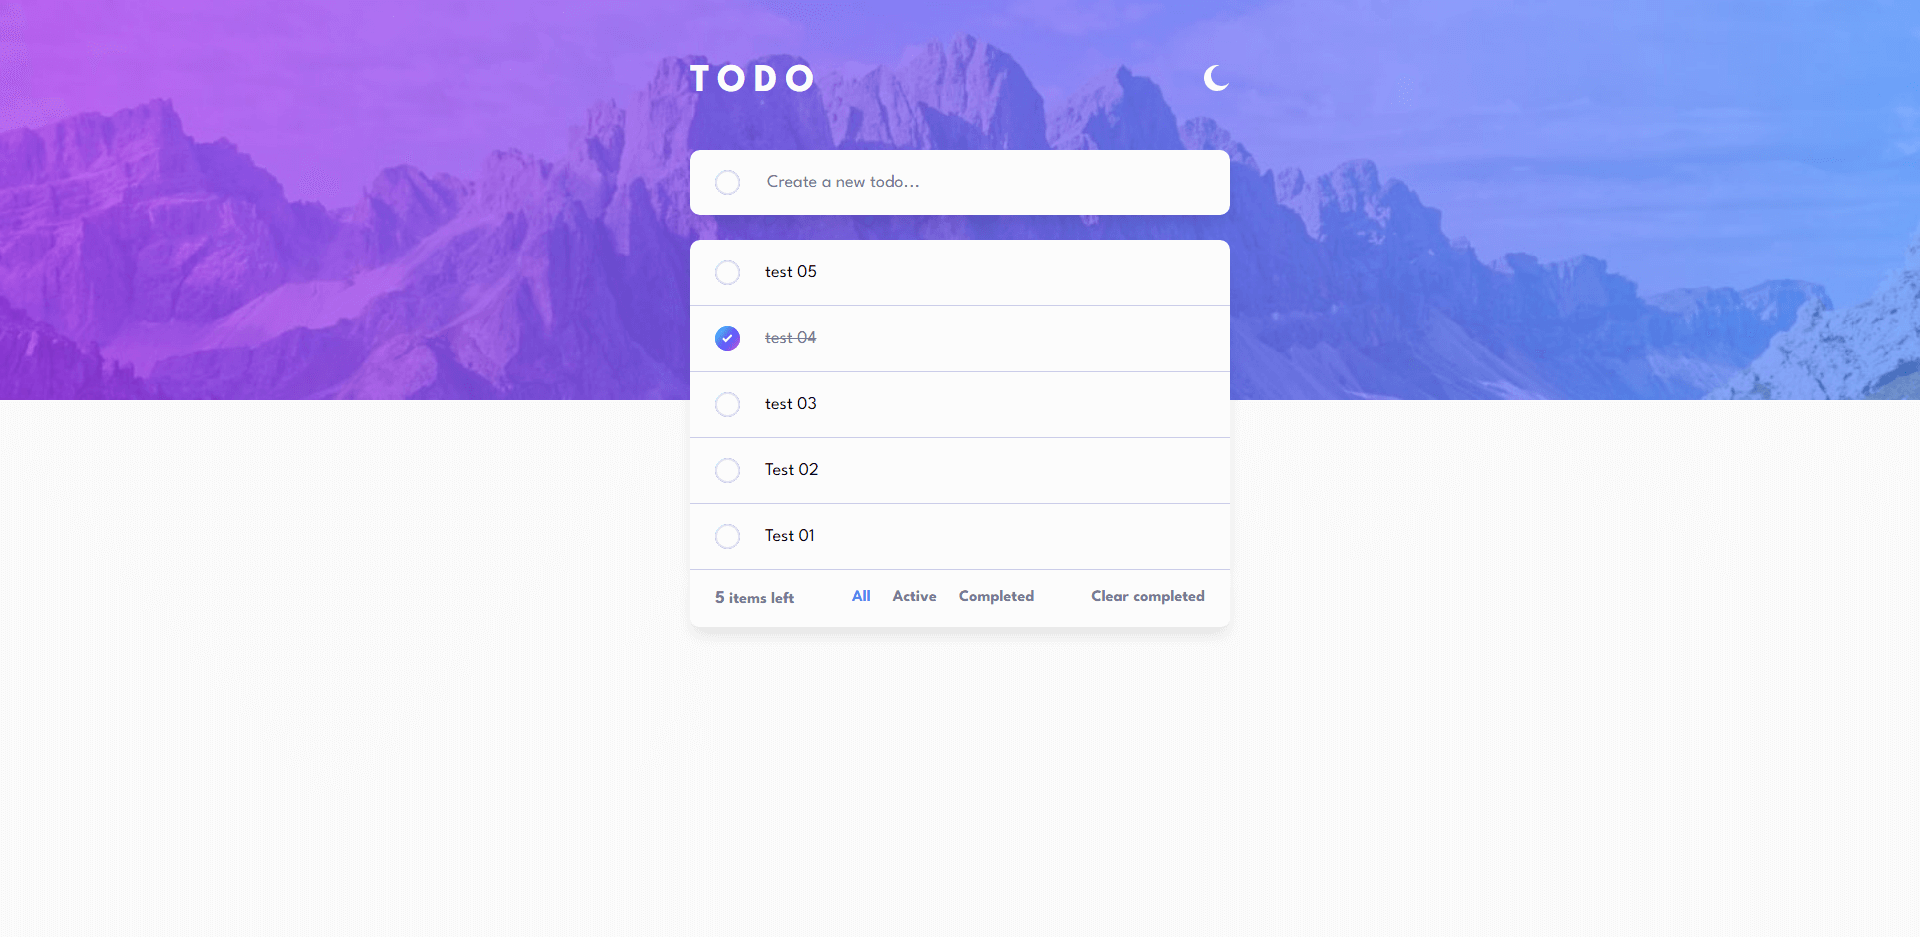 TODO
Create a new todo...
test 05
test 04
test 03
Test 02
Test 01
5 items left All Active Completed Clear completed